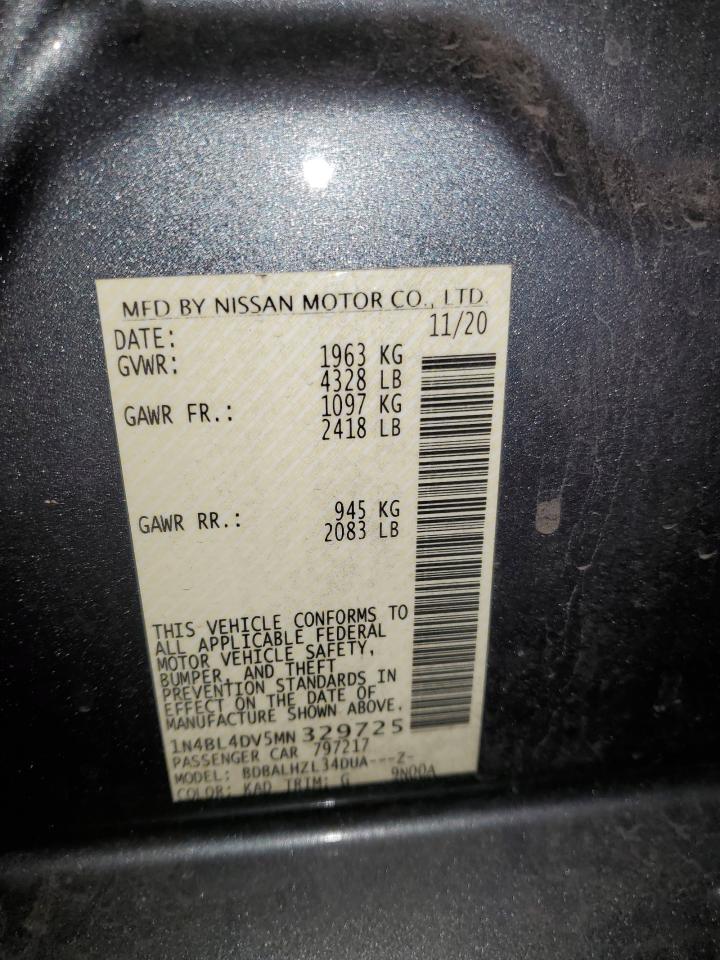 MFD BY NISSAN MOTOR CO., LTD.
DATE: 11/20
GVWR: 1963 KG
4328 LB
GAWR FR.: 1097 KG
2418 LB
GAWR RR.: 945 KG
2083 LB
THIS VEHICLE CONFORMS TO
ALL APPLICABLE FEDERAL
MOTOR VEHICLE SAFETY,
BUMPER, AND THEFT
PREVENTION STANDARDS IN
EFFECT ON THE DATE OF
MANUFACTURE SHOWN ABOVE.
1N4BL4DV5MN329725
PASSENGER CAR 797217
MODEL: BDBALHZL34DUA---Z-
COLOR: KAD TRIM: G 9N00A